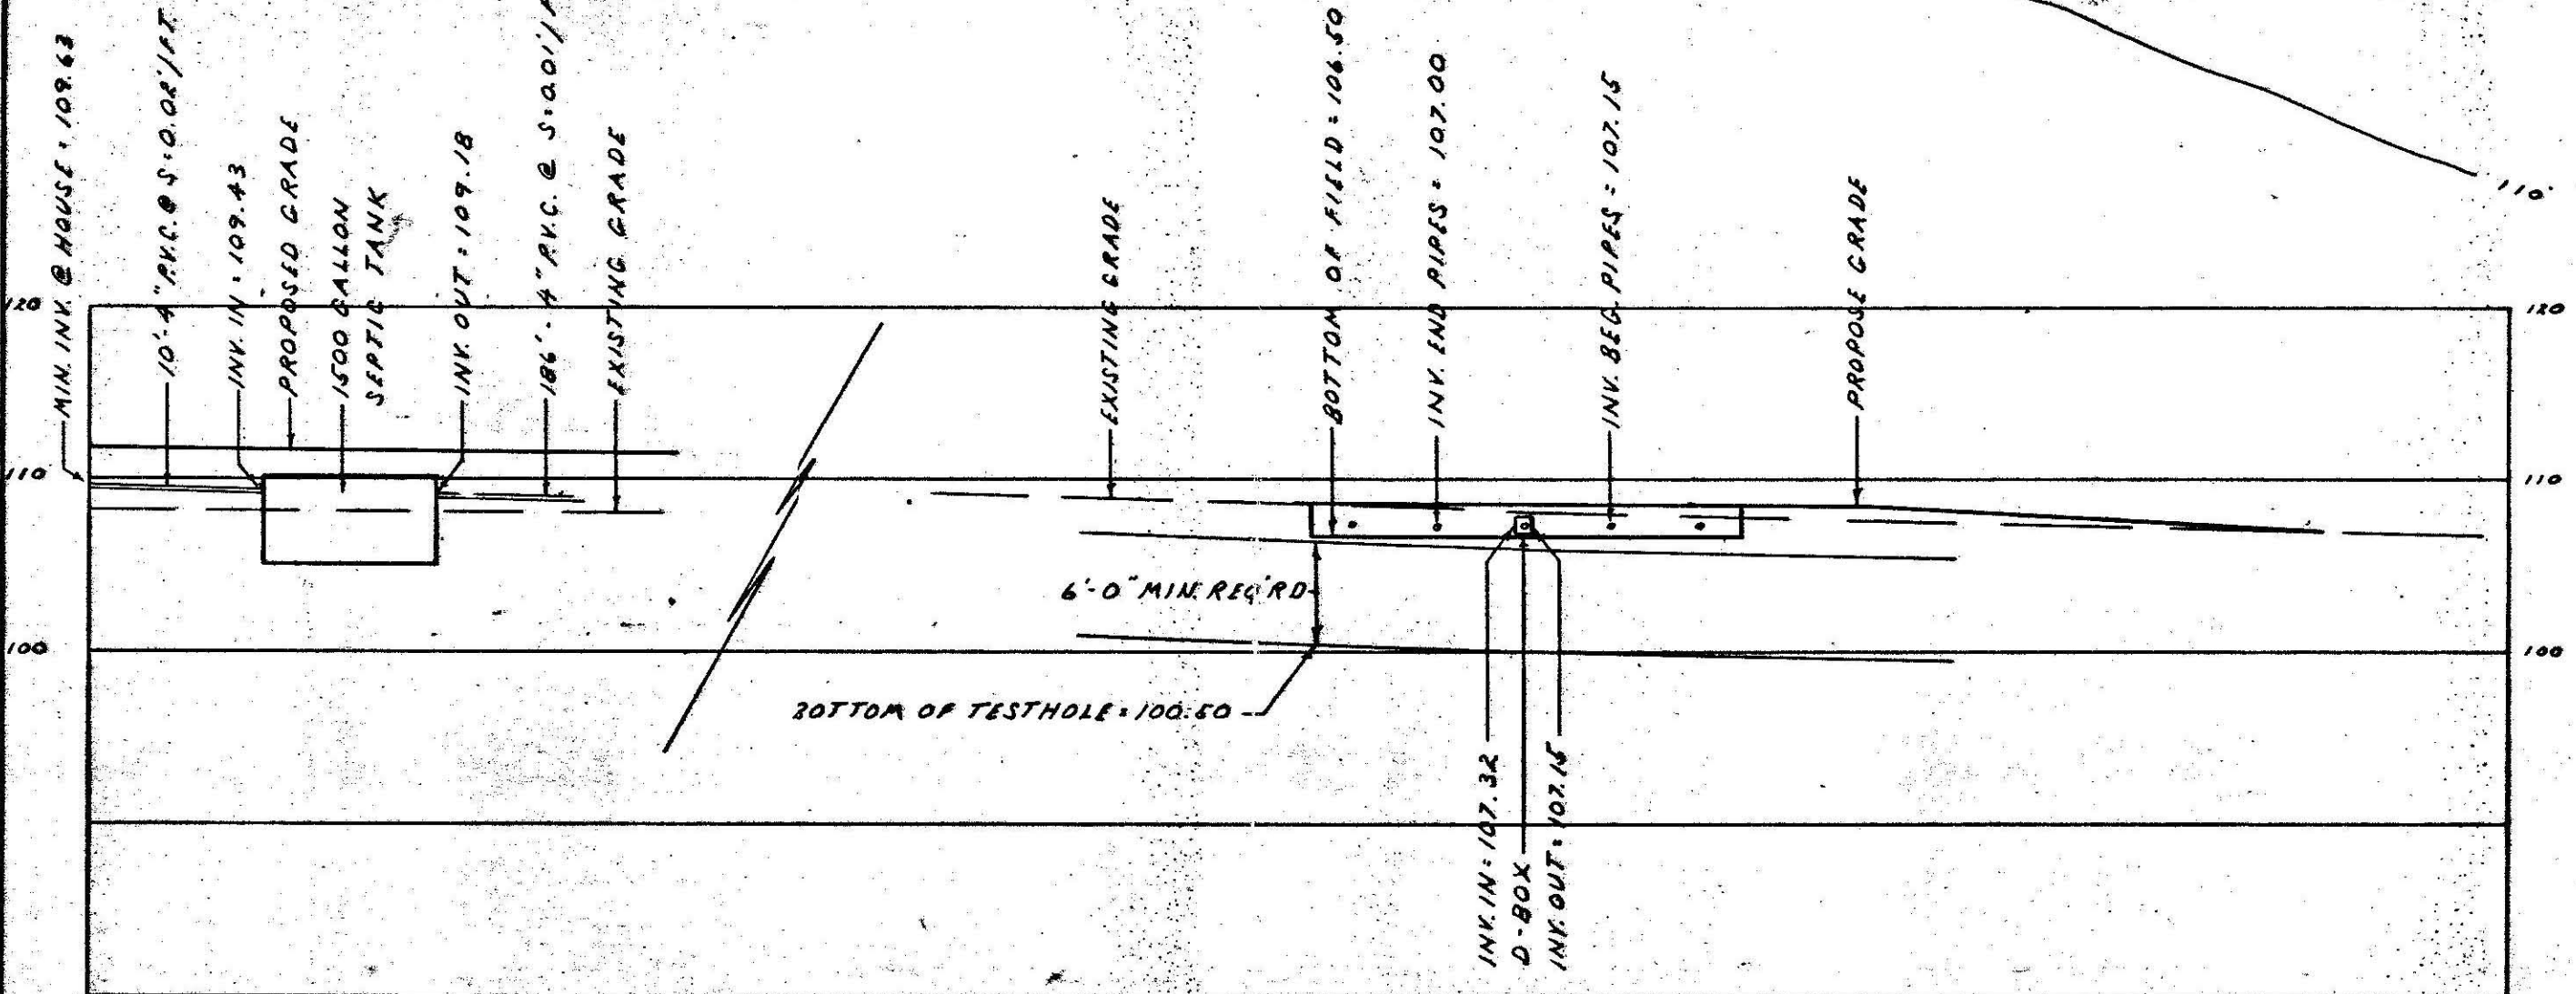 MIN. INV. @ HOUSE = 109.63
10'-4" P.V.C. @ S=0.02'/FT
INV. IN = 109.43
PROPOSED GRADE
1500 GALLON
SEPTIC TANK
INV. OUT = 109.18
186'-4" P.V.C. @ S=0.01'/
EXISTING GRADE
EXISTING GRADE
BOTTOM OF FIELD = 106.50
INV. END PIPES = 107.00
INV. BEG. PIPES = 107.15
PROPOSE GRADE
110
120
120
110
110
6'-0" MIN. REQ'RD
100
100
BOTTOM OF TESTHOLE = 100.50
INV. IN = 107.32
D-BOX
INV. OUT = 107.15